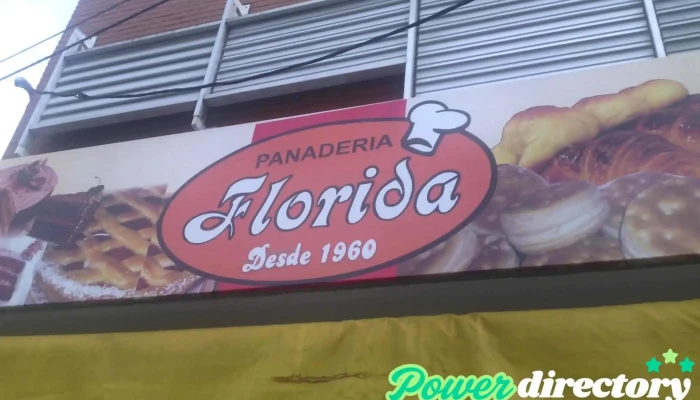 PANADERIA
Florida
Desde 1960
Powerdirectory